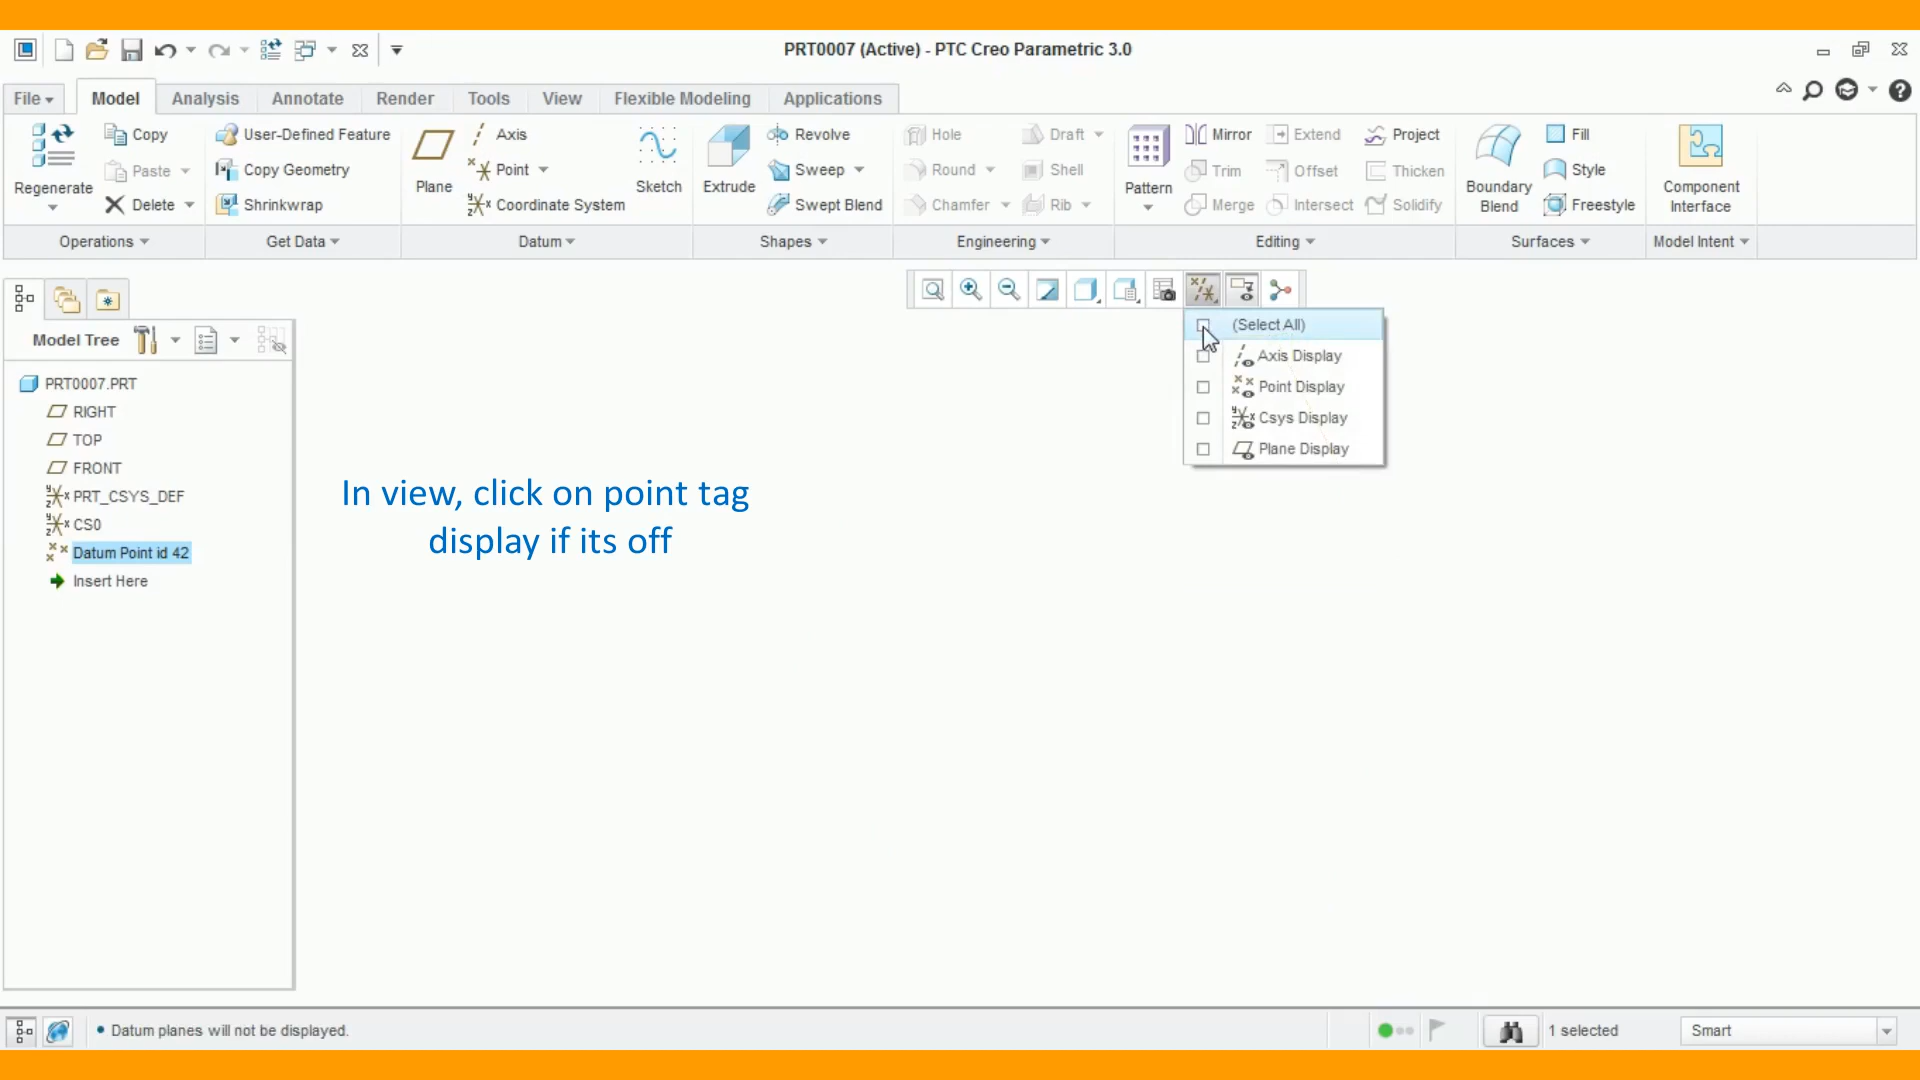 PRT0007 (Active) - PTC Creo Parametric 3.0
File Model Analysis Annotate Render Tools View Flexible Modeling Applications
Regenerate
Copy
Paste
Delete
User-Defined Feature
Copy Geometry
Shrinkwrap
Plane
Axis
Point
Coordinate System
Sketch
Extrude
Revolve
Sweep
Swept Blend
Hole
Round
Chamfer
Draft
Shell
Rib
Pattern
Mirror
Trim
Merge
Extend
Offset
Intersect
Project
Thicken
Solidify
Boundary
Blend
Fill
Style
Freestyle
Component
Interface
Operations Get Data Datum Shapes Engineering Editing Surfaces Model Intent
(Select All)
Axis Display
Point Display
Csys Display
Plane Display
Model Tree
PRT0007.PRT
RIGHT
TOP
FRONT
PRT_CSYS_DEF
CS0
Datum Point id 42
Insert Here
In view, click on point tag
display if its off
Datum planes will not be displayed.
1 selected
Smart